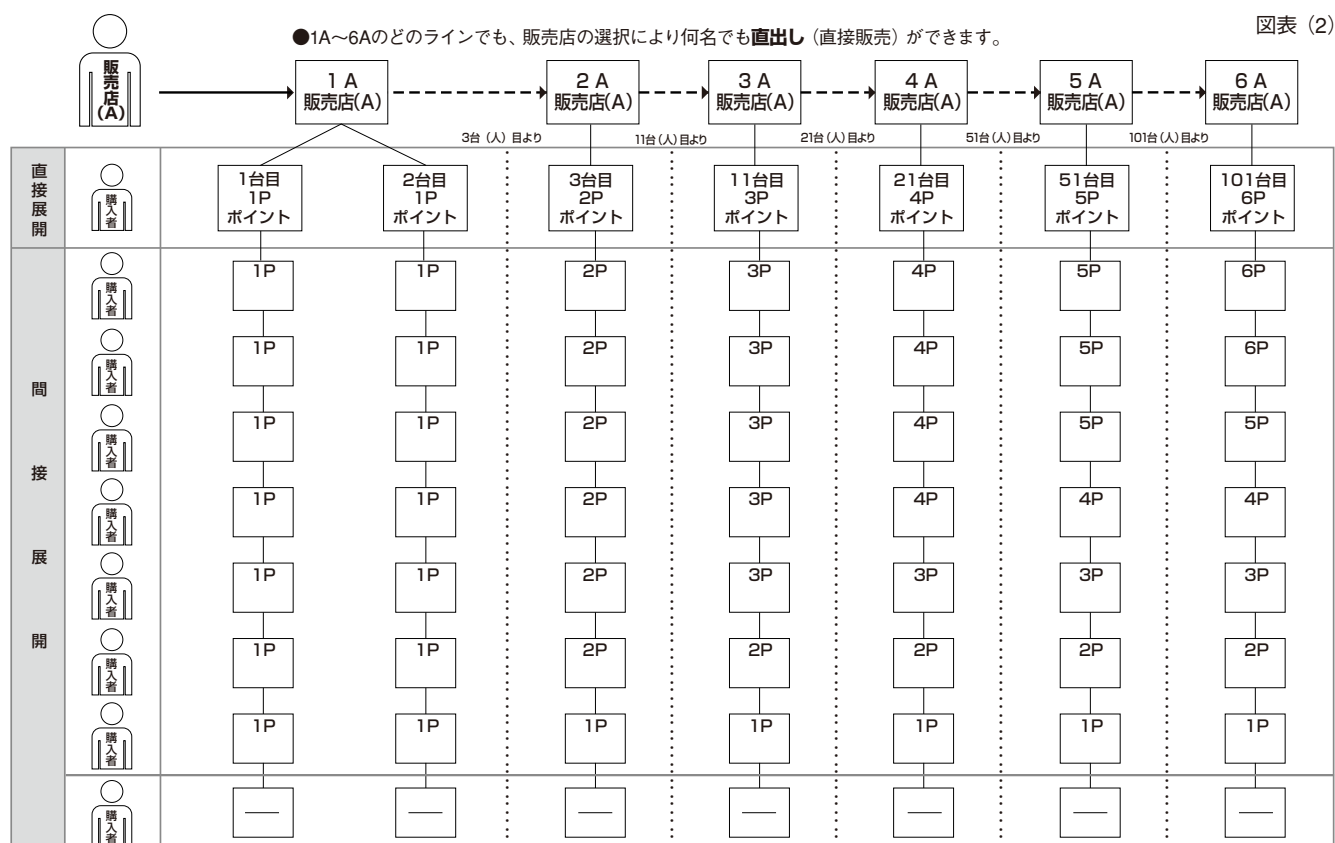 図表（2）
●1A～6Aのどのラインでも、販売店の選択により何名でも直出し（直接販売）ができます。
販売店(A)
1 A
販売店(A)
2 A
販売店(A)
3 A
販売店(A)
4 A
販売店(A)
5 A
販売店(A)
6 A
販売店(A)
3台（人）目より
11台（人）目より
21台（人）目より
51台（人）目より
101台（人）目より
直接展開
購入者
1台目
1P
ポイント
2台目
1P
ポイント
3台目
2P
ポイント
11台目
3P
ポイント
21台目
4P
ポイント
51台目
5P
ポイント
101台目
6P
ポイント
間接展開
購入者
1P
1P
2P
3P
4P
5P
6P
購入者
1P
1P
2P
3P
4P
5P
6P
購入者
1P
1P
2P
3P
4P
5P
5P
購入者
1P
1P
2P
3P
4P
4P
4P
購入者
1P
1P
2P
3P
3P
3P
3P
購入者
1P
1P
2P
2P
2P
2P
2P
購入者
1P
1P
1P
1P
1P
1P
1P
購入者
—
—
—
—
—
—
—